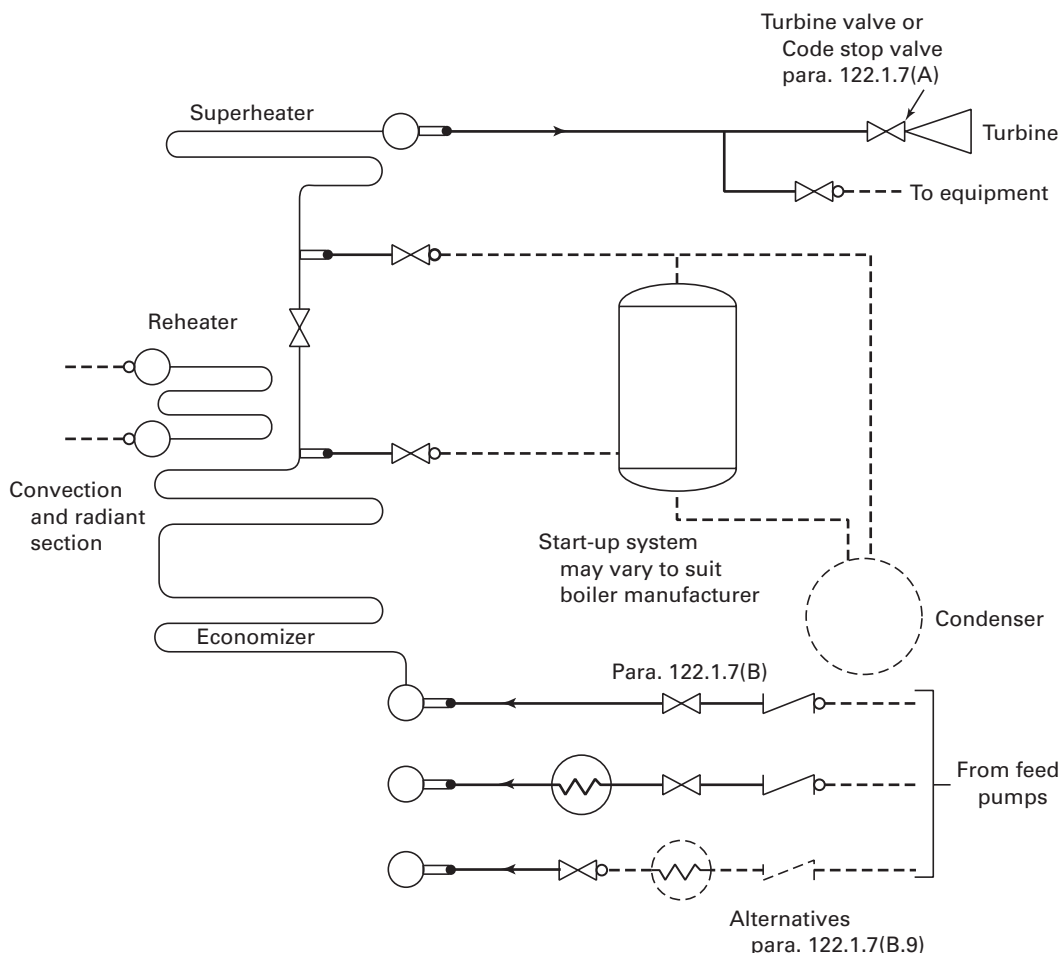 Turbine valve or
Code stop valve
para. 122.1.7(A)
Superheater
Turbine
To equipment
Reheater
Convection
and radiant
section
Start-up system
may vary to suit
boiler manufacturer
Condenser
Economizer
Para. 122.1.7(B)
From feed
pumps
Alternatives
para. 122.1.7(B.9)